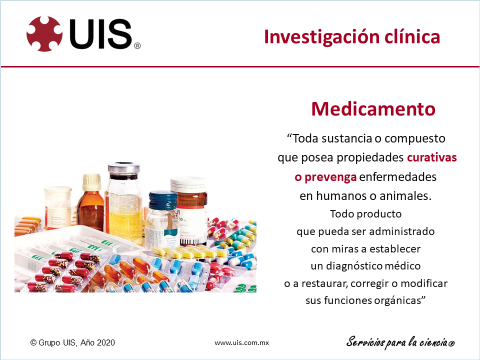 UIS®
Investigación clínica
Medicamento
“Toda sustancia o compuesto
que posea propiedades curativas
o prevenga enfermedades
en humanos o animales.
Todo producto
que pueda ser administrado
con miras a establecer
un diagnóstico médico
o a restaurar, corregir o modificar
sus funciones orgánicas”
© Grupo UIS, Año 2020
www.uis.com.mx
Servicios para la ciencia®